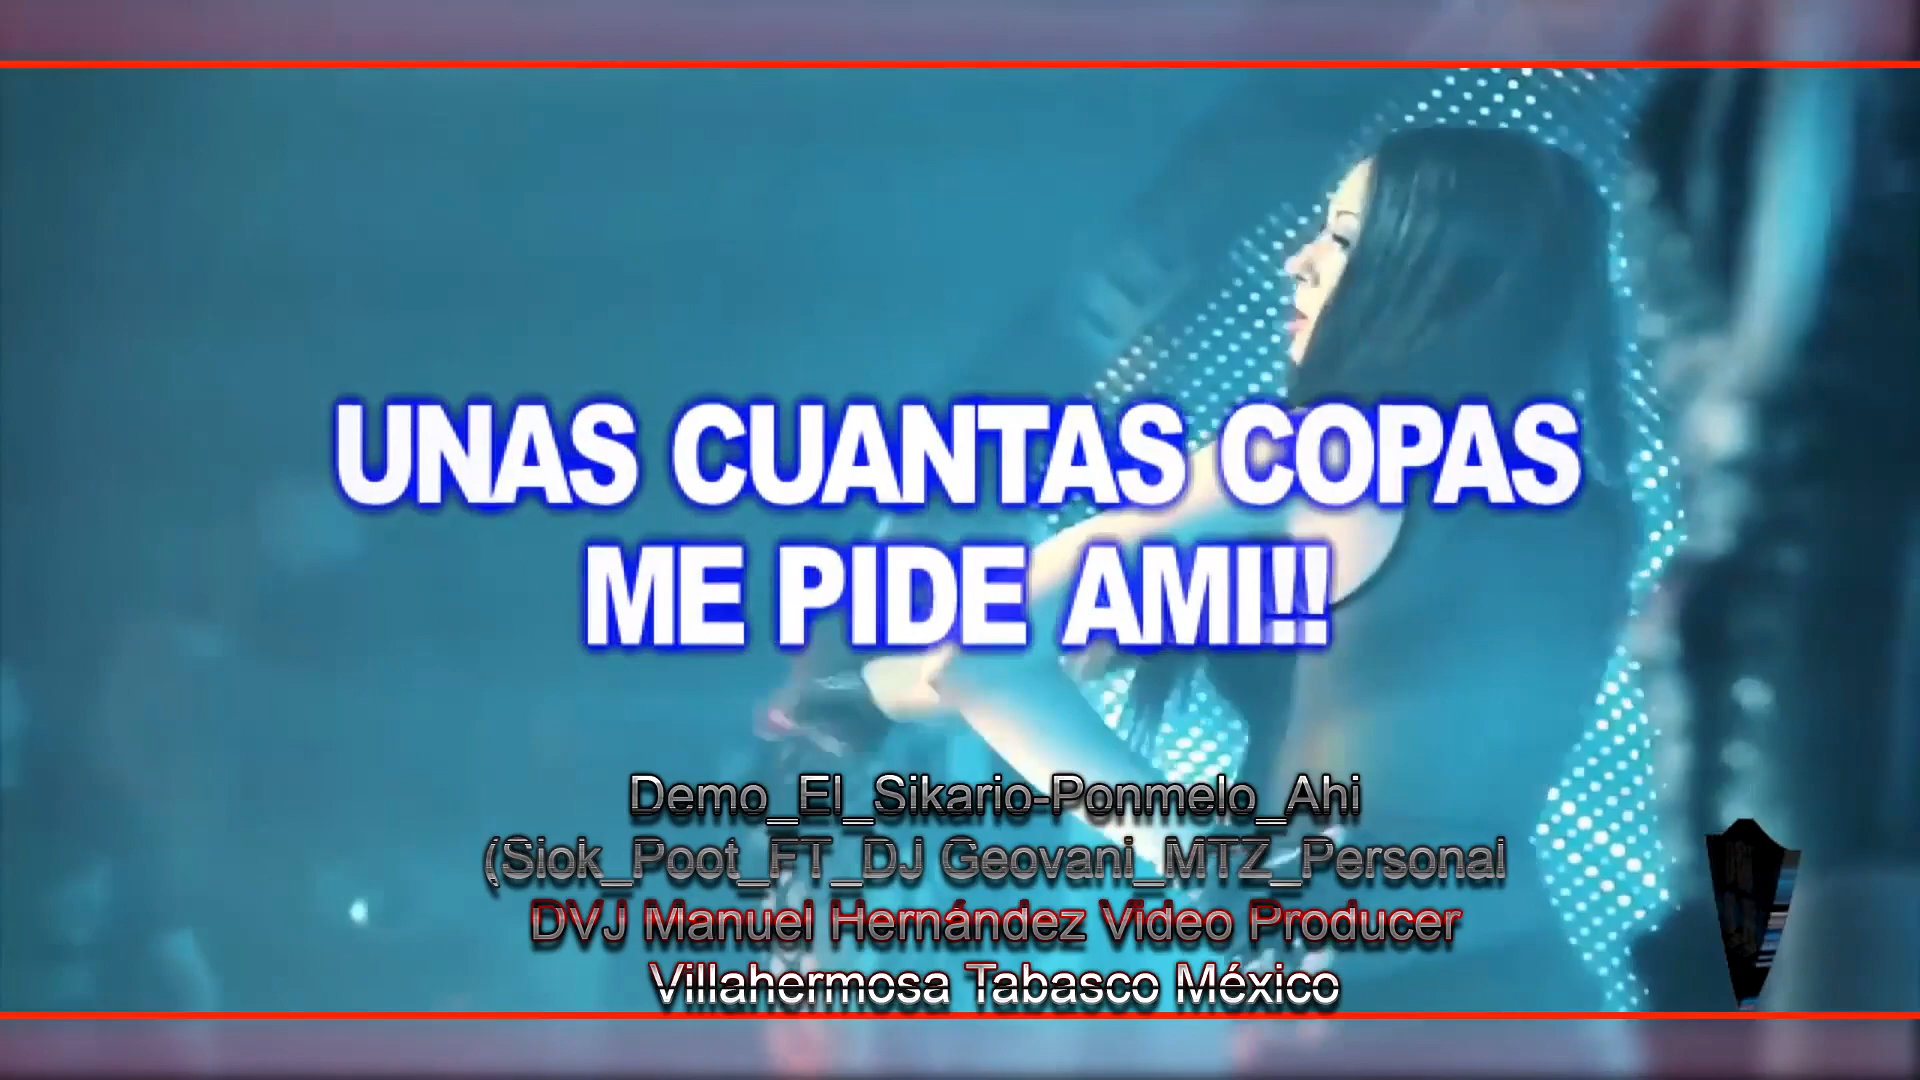 UNAS CUANTAS COPAS
ME PIDE AMI!!
Demo_El_Sikario-Ponmelo_Ahi
(Siok_Poot_FT_DJ Geovani_MTZ_Personal
DVJ Manuel Hernández Video Producer
Villahermosa Tabasco México